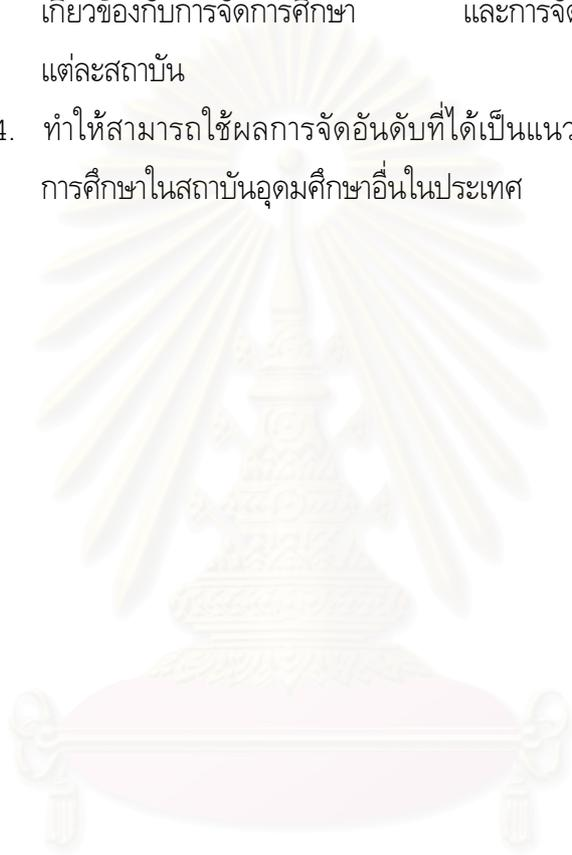 เกี่ยวข้องกับการจัดการศึกษา และการจัด
แต่ละสถาบัน
4. ทำให้สามารถใช้ผลการจัดอันดับที่ได้เป็นแนว
การศึกษาในสถาบันอุดมศึกษาอื่นในประเทศ